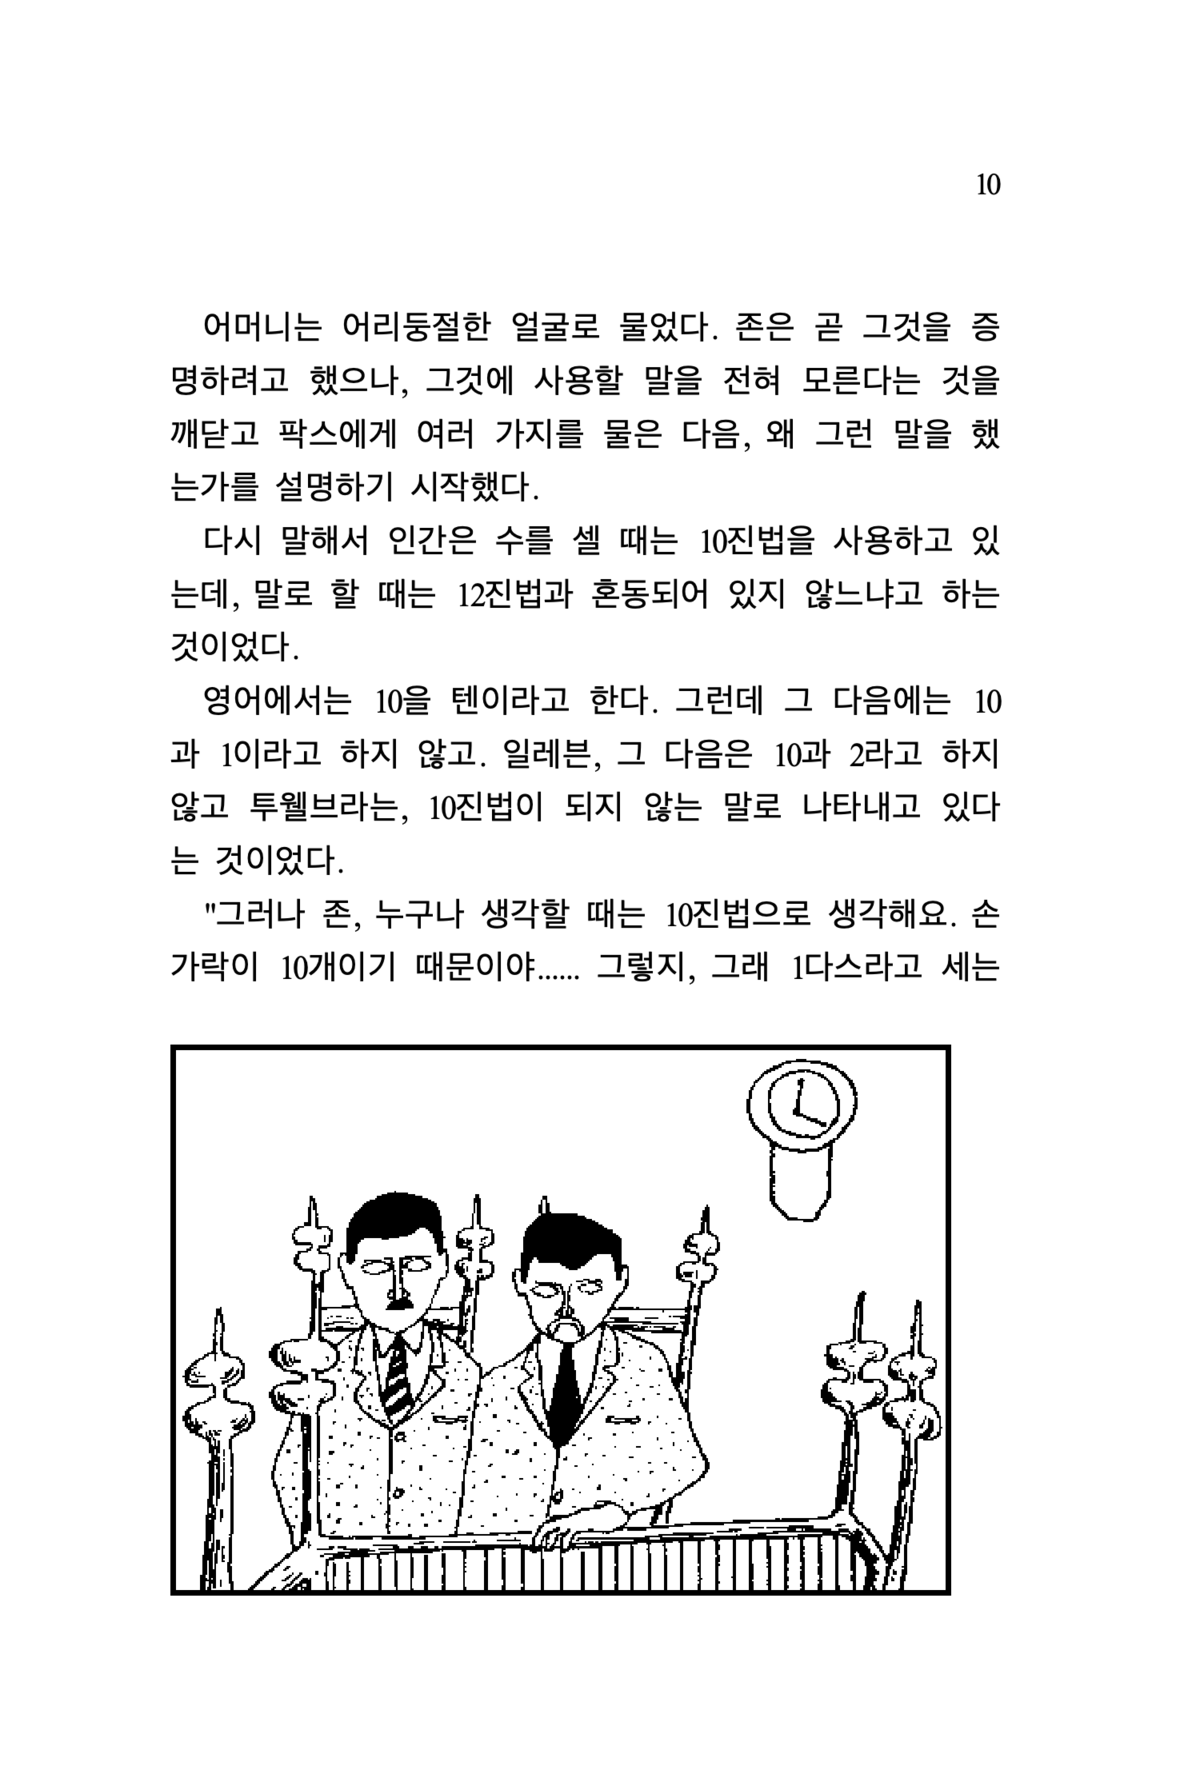 10
어머니는 어리둥절한 얼굴로 물었다. 존은 곧 그것을 증
명하려고 했으나, 그것에 사용할 말을 전혀 모른다는 것을
깨닫고 팍스에게 여러 가지를 물은 다음, 왜 그런 말을 했
는가를 설명하기 시작했다.
다시 말해서 인간은 수를 셀 때는 10진법을 사용하고 있
는데, 말로 할 때는 12진법과 혼동되어 있지 않느냐고 하는
것이었다.
영어에서는 10을 텐이라고 한다. 그런데 그 다음에는 10
과 1이라고 하지 않고. 일레븐, 그 다음은 10과 2라고 하지
않고 투웰브라는, 10진법이 되지 않는 말로 나타내고 있다
는 것이었다.
"그러나 존, 누구나 생각할 때는 10진법으로 생각해요. 손
가락이 10개이기 때문이야...... 그렇지, 그래 1다스라고 세는